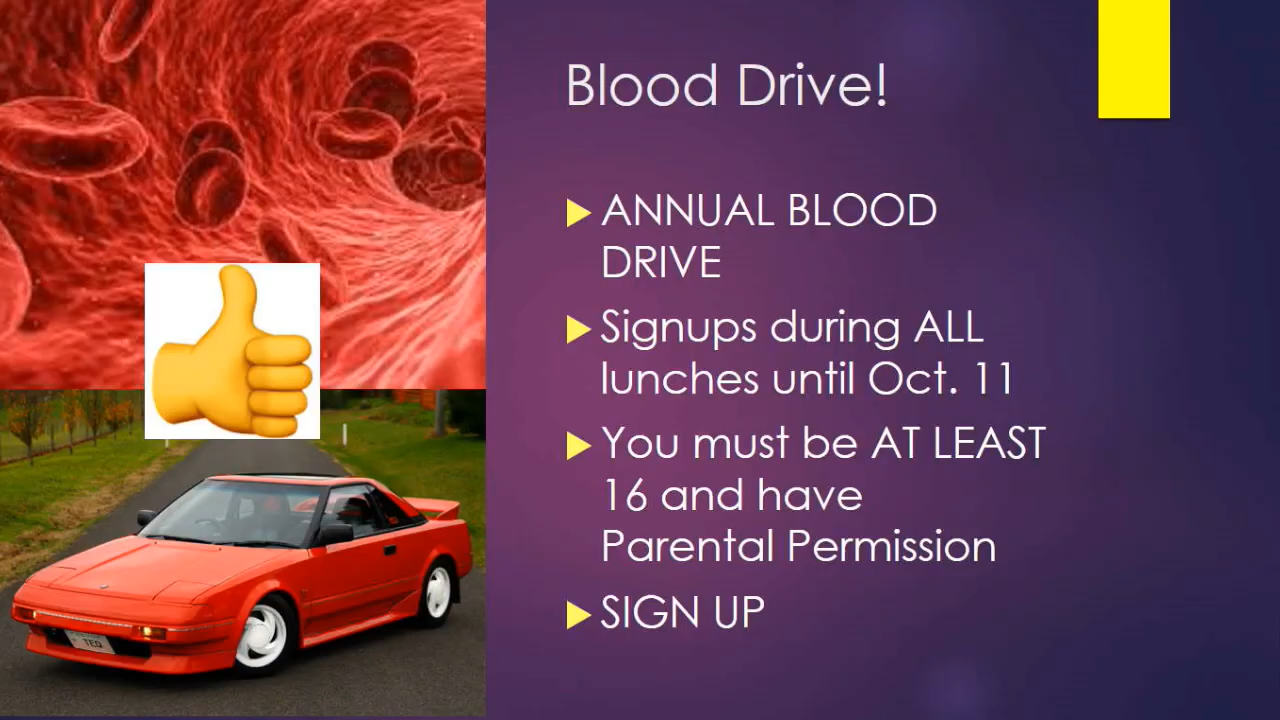 Blood Drive!
ANNUAL BLOOD
DRIVE
Signups during ALL
lunches until Oct. 11
You must be AT LEAST
16 and have
Parental Permission
SIGN UP
TEQ